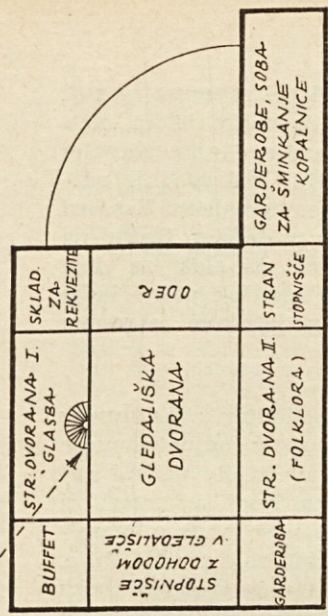 GARDEROBE, SOBA
ZA ŠMINKANJE
KOPALNICE
SKLAD.
ZA
REKVEZITE
ODER
STRAN
STOPNIŠČE
STR. DVORANA I.
GLASBA
GLEDALIŠKA
DVORANA
STR. DVORANA II.
(FOLKLORA)
BUFFET
STOPNIŠČE
Z DOHODOM
V GLEDALIŠČE
GARDEROBA